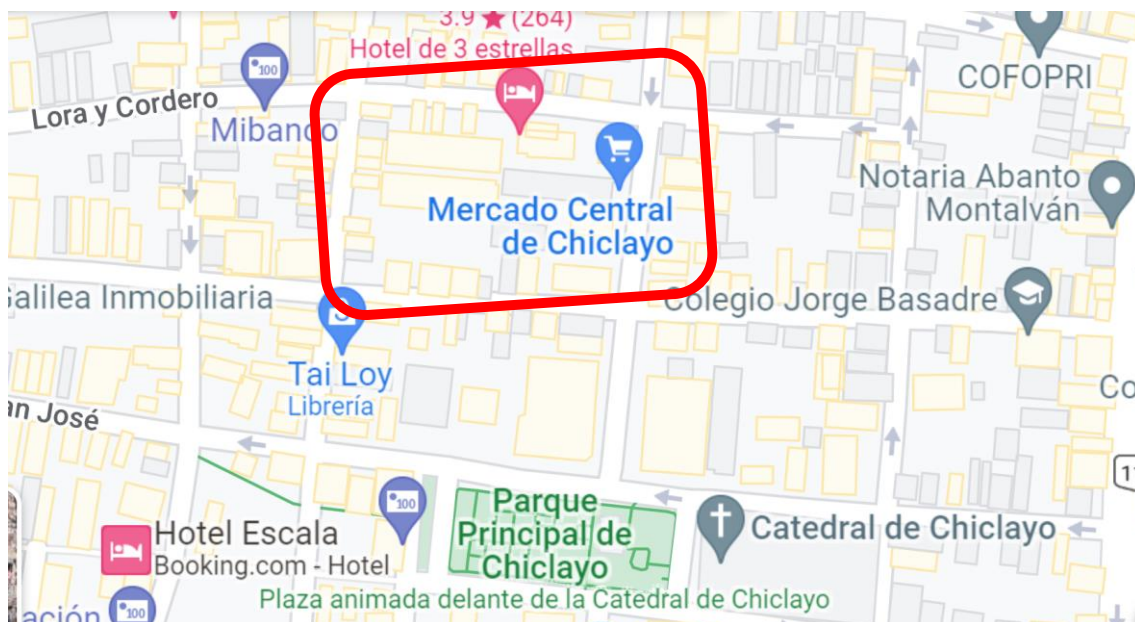 3.9 ★ (264)
Hotel de 3 estrellas
COFOPRI
Lora y Cordero
Mibanco
Notaria Abanto
Montalván
Mercado Central
de Chiclayo
Inmobiliaria
Colegio Jorge Basadre
Tai Loy
Librería
José
Parque
Principal de
Chiclayo
Catedral de Chiclayo
Hotel Escala
Booking.com - Hotel
Plaza animada delante de la Catedral de Chiclayo